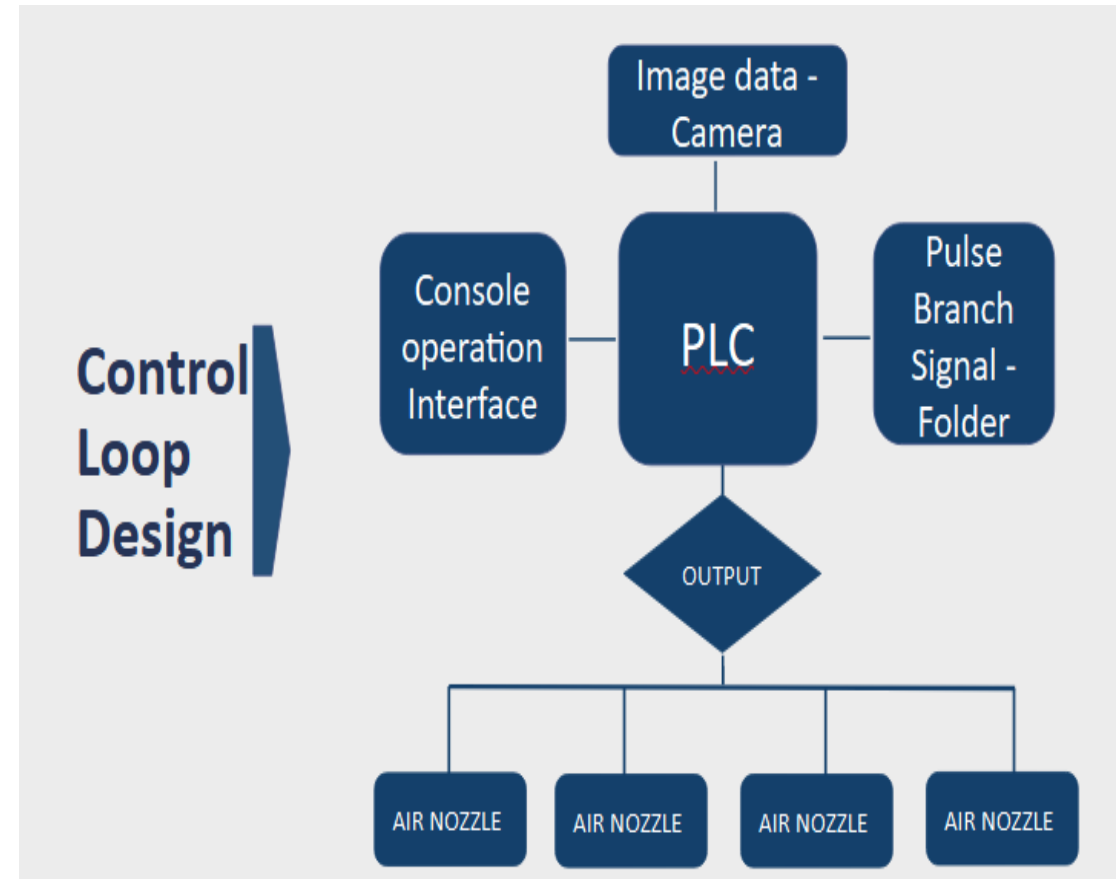 Image data -
Camera
Control
Loop
Design
Console
operation
Interface
PLC
Pulse
Branch
Signal -
Folder
OUTPUT
AIR NOZZLE
AIR NOZZLE
AIR NOZZLE
AIR NOZZLE